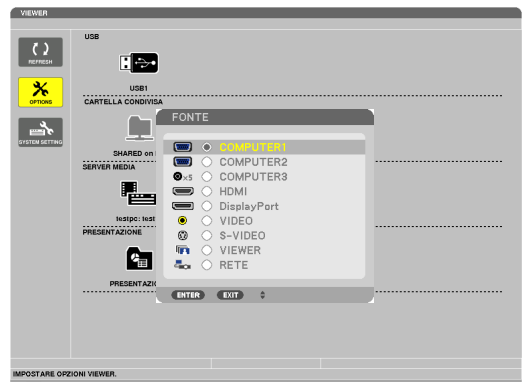 VIEWER
USB
REFRESH
USB1
OPTIONS
CARTELLA CONDIVISA
SYSTEM SETTING
SHARED on
SERVER MEDIA
testpc: test
PRESENTAZIONE
PRESENTAZI
FONTE
COMPUTER1
COMPUTER2
×5 COMPUTER3
HDMI
DisplayPort
VIDEO
S-VIDEO
VIEWER
RETE
ENTER EXIT
IMPOSTARE OPZIONI VIEWER.